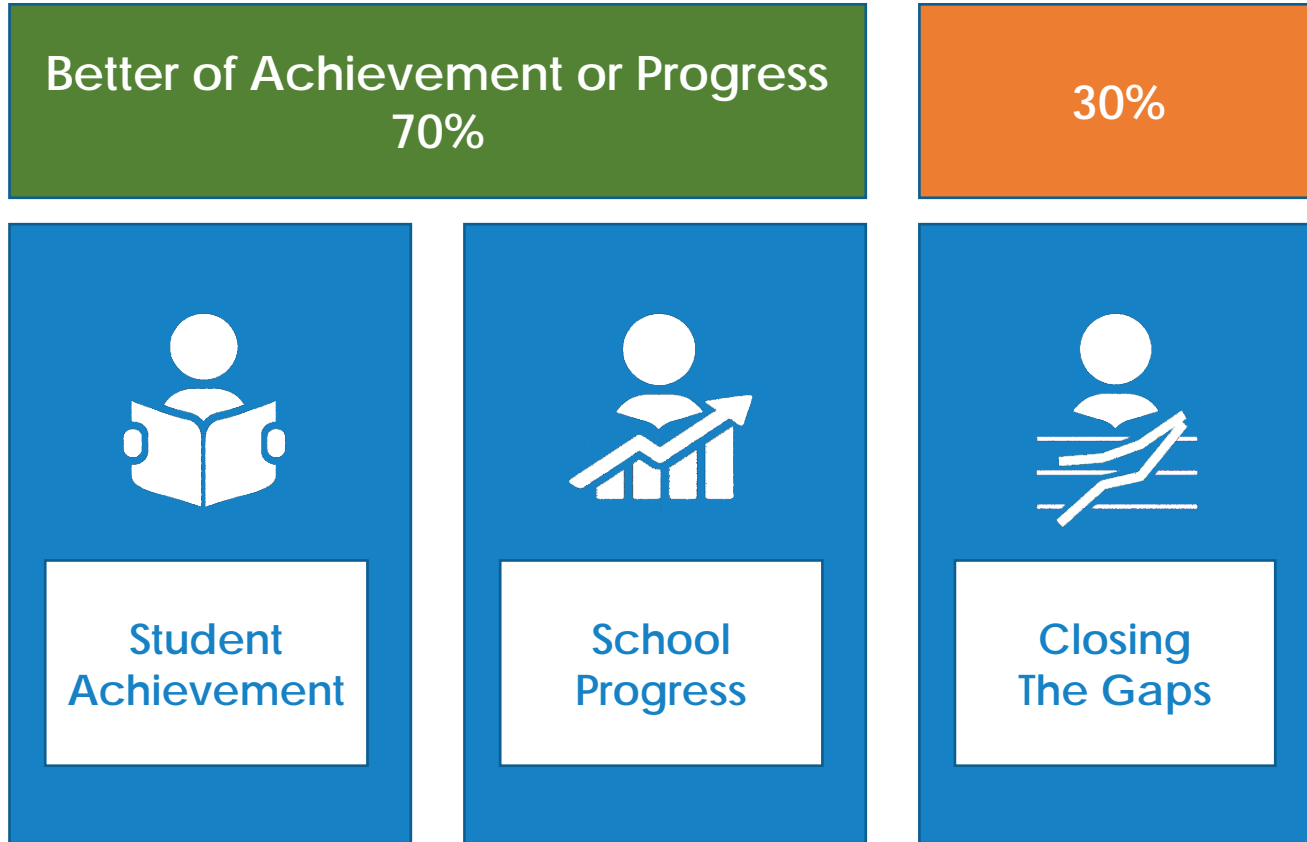 Better of Achievement or Progress
70%
30%
Student
Achievement
School
Progress
Closing
The Gaps